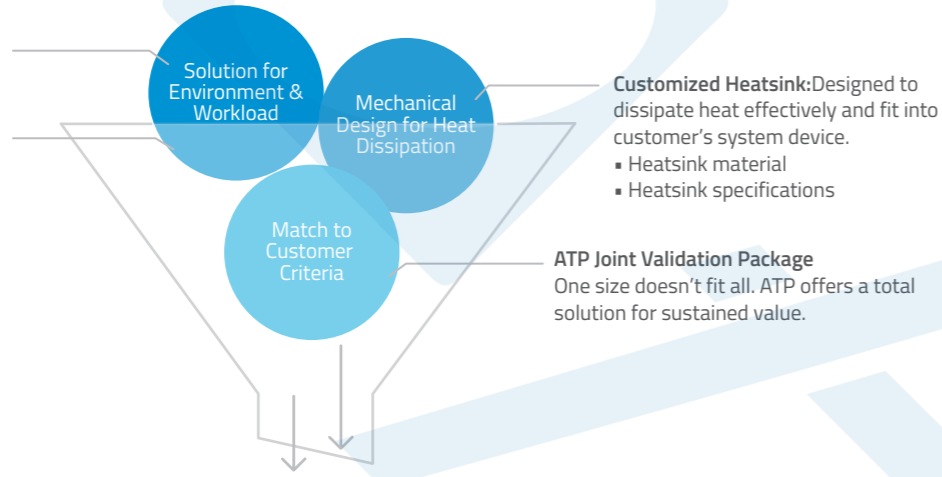 Solution for
Environment &
Workload
Mechanical
Design for Heat
Dissipation
Match to
Customer
Criteria
Customized Heatsink:Designed to
dissipate heat effectively and fit into
customer’s system device.
▪ Heatsink material
▪ Heatsink specifications
ATP Joint Validation Package
One size doesn’t fit all. ATP offers a total
solution for sustained value.